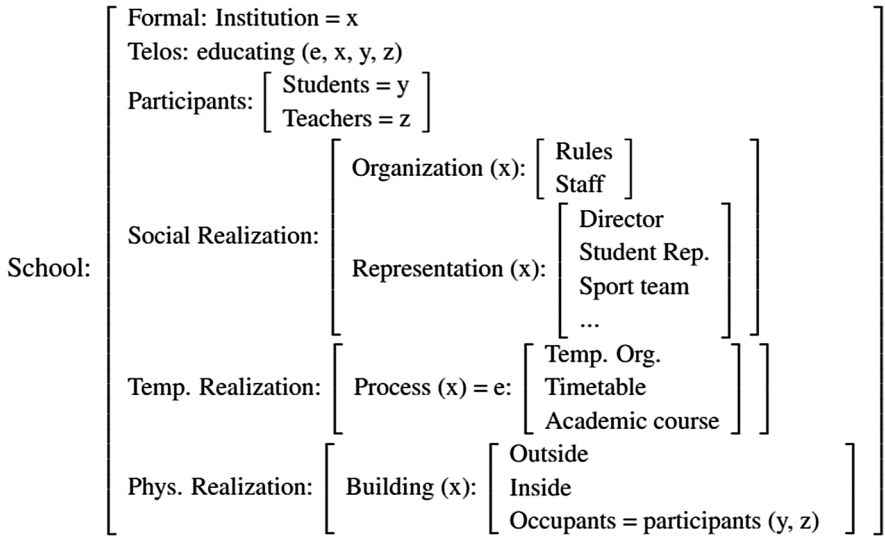 School:
Formal: Institution = x
Telos: educating (e, x, y, z)
Participants:
Students = y
Teachers = z
Social Realization:
Organization (x):
Rules
Staff
Representation (x):
Director
Student Rep.
Sport team
...
Temp. Realization:
Process (x) = e:
Temp. Org.
Timetable
Academic course
Phys. Realization:
Building (x):
Outside
Inside
Occupants = participants (y, z)